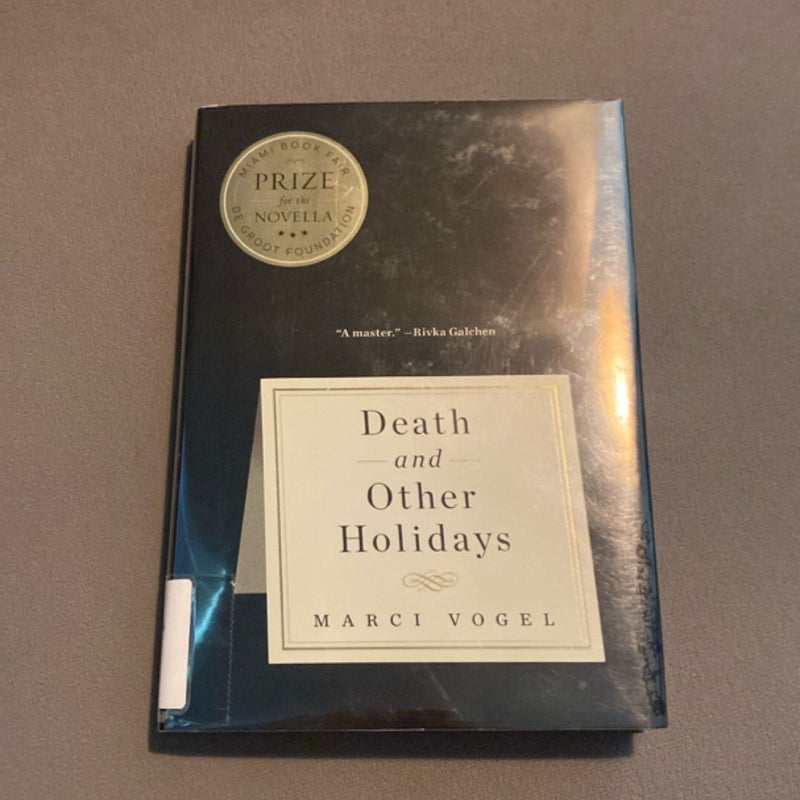 MIAMI BOOK FAIR
PRIZE
for the
NOVELLA
DE GROOT FOUNDATION
“A master.” —Rivka Galchen
Death
and
Other
Holidays
MARCI VOGEL